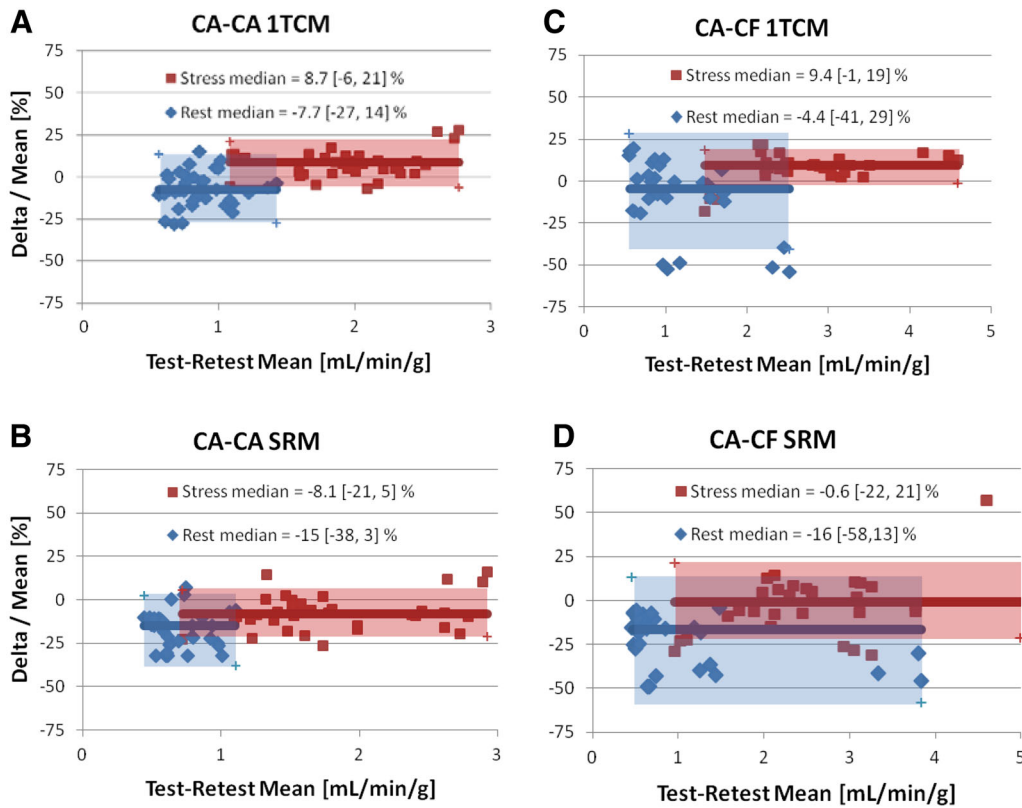 A
CA-CA 1TCM
75
50
25
0
-25
-50
-75
Delta / Mean [%]
Stress median = 8.7 [-6, 21] %
Rest median = -7.7 [-27, 14] %
0 1 2 3
Test-Retest Mean [mL/min/g]
C
CA-CF 1TCM
75
50
25
0
-25
-50
-75
Stress median = 9.4 [-1, 19] %
Rest median = -4.4 [-41, 29] %
0 1 2 3 4 5
Test-Retest Mean [mL/min/g]
B
CA-CA SRM
75
50
25
0
-25
-50
-75
Delta / Mean [%]
Stress median = -8.1 [-21, 5] %
Rest median = -15 [-38, 3] %
0 1 2 3
Test-Retest Mean [mL/min/g]
D
CA-CF SRM
75
50
25
0
-25
-50
-75
Stress median = -0.6 [-22, 21] %
Rest median = -16 [-58,13] %
0 1 2 3 4 5
Test-Retest Mean [mL/min/g]